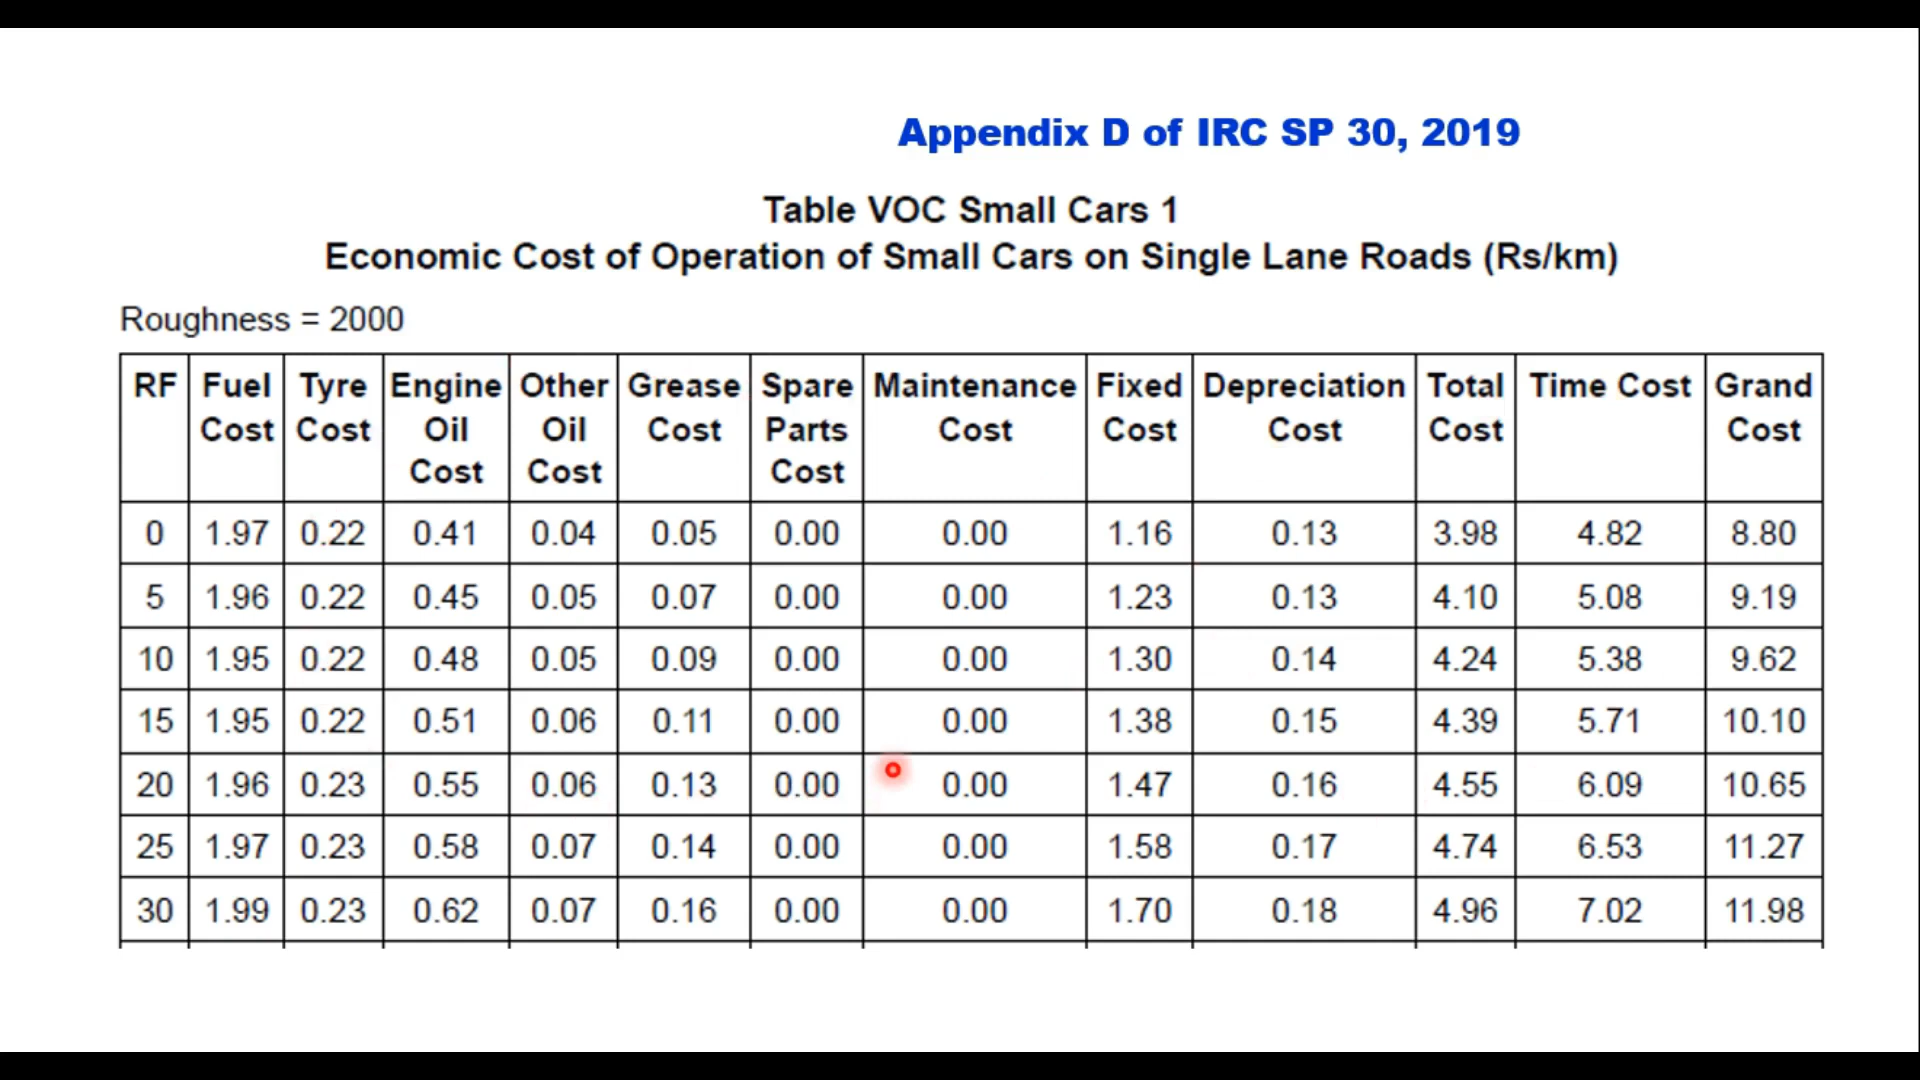 Appendix D of IRC SP 30, 2019
Table VOC Small Cars 1
Economic Cost of Operation of Small Cars on Single Lane Roads (Rs/km)
Roughness = 2000
RF Fuel Cost Tyre Cost Engine Oil Cost Other Oil Cost Grease Cost Spare Parts Cost Maintenance Cost Fixed Cost Depreciation Cost Total Cost Time Cost Grand Cost
0 1.97 0.22 0.41 0.04 0.05 0.00 0.00 1.16 0.13 3.98 4.82 8.80
5 1.96 0.22 0.45 0.05 0.07 0.00 0.00 1.23 0.13 4.10 5.08 9.19
10 1.95 0.22 0.48 0.05 0.09 0.00 0.00 1.30 0.14 4.24 5.38 9.62
15 1.95 0.22 0.51 0.06 0.11 0.00 0.00 1.38 0.15 4.39 5.71 10.10
20 1.96 0.23 0.55 0.06 0.13 0.00 0.00 1.47 0.16 4.55 6.09 10.65
25 1.97 0.23 0.58 0.07 0.14 0.00 0.00 1.58 0.17 4.74 6.53 11.27
30 1.99 0.23 0.62 0.07 0.16 0.00 0.00 1.70 0.18 4.96 7.02 11.98